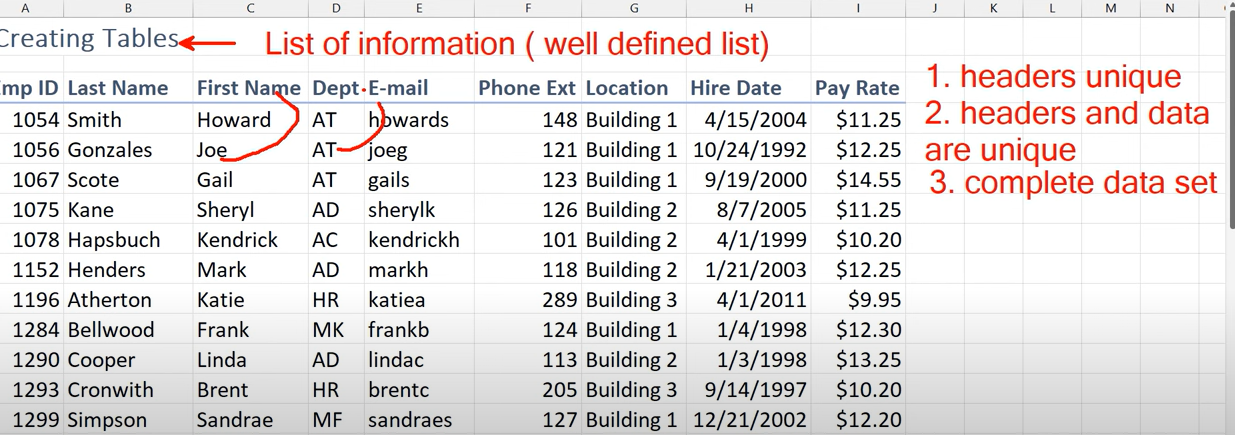 A B C D E F G H I J K L M N
Creating Tables List of information ( well defined list)
Emp ID Last Name First Name Dept E-mail Phone Ext Location Hire Date Pay Rate
1. headers unique
1054 Smith Howard AT howards 148 Building 1 4/15/2004 $11.25
2. headers and data
1056 Gonzales Joe AT joeg 121 Building 1 10/24/1992 $12.25
are unique
1067 Scote Gail AT gails 123 Building 1 9/19/2000 $14.55
3. complete data set
1075 Kane Sheryl AD sherylk 126 Building 2 8/7/2005 $11.25
1078 Hapsbuch Kendrick AC kendrickh 101 Building 2 4/1/1999 $10.20
1152 Henders Mark AD markh 118 Building 2 1/21/2003 $12.25
1196 Atherton Katie HR katiea 289 Building 3 4/1/2011 $9.95
1284 Bellwood Frank MK frankb 124 Building 1 1/4/1998 $12.30
1290 Cooper Linda AD lindac 113 Building 2 1/3/1998 $13.25
1293 Cronwith Brent HR brentc 205 Building 3 9/14/1997 $10.20
1299 Simpson Sandrae MF sandraes 127 Building 1 12/21/2002 $12.20